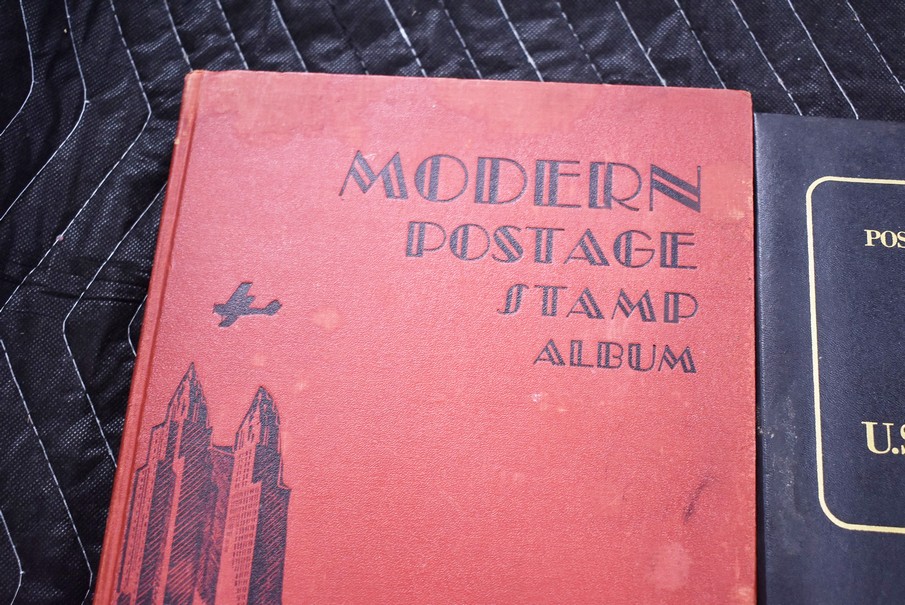 MODERN
POSTAGE
STAMP
ALBUM
POS
U.S